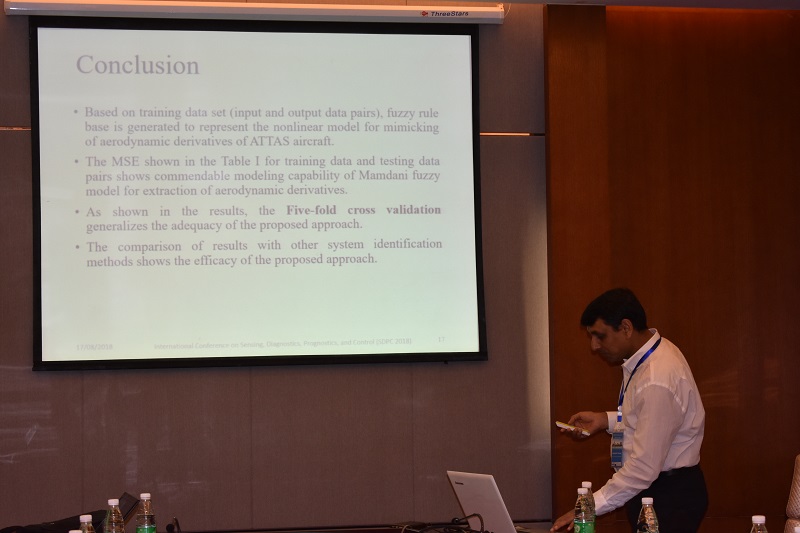 ThreeStars
Conclusion
• Based on training data set (input and output data pairs), fuzzy rule
base is generated to represent the nonlinear model for mimicking
of aerodynamic derivatives of ATTAS aircraft.
• The MSE shown in the Table I for training data and testing data
pairs shows commendable modeling capability of Mamdani fuzzy
model for extraction of aerodynamic derivatives.
• As shown in the results, the Five-fold cross validation
generalizes the adequacy of the proposed approach.
• The comparison of results with other system identification
methods shows the efficacy of the proposed approach.
International Conference on Sensing, Diagnostics, Prognostics, and Control (SDPC 2018)